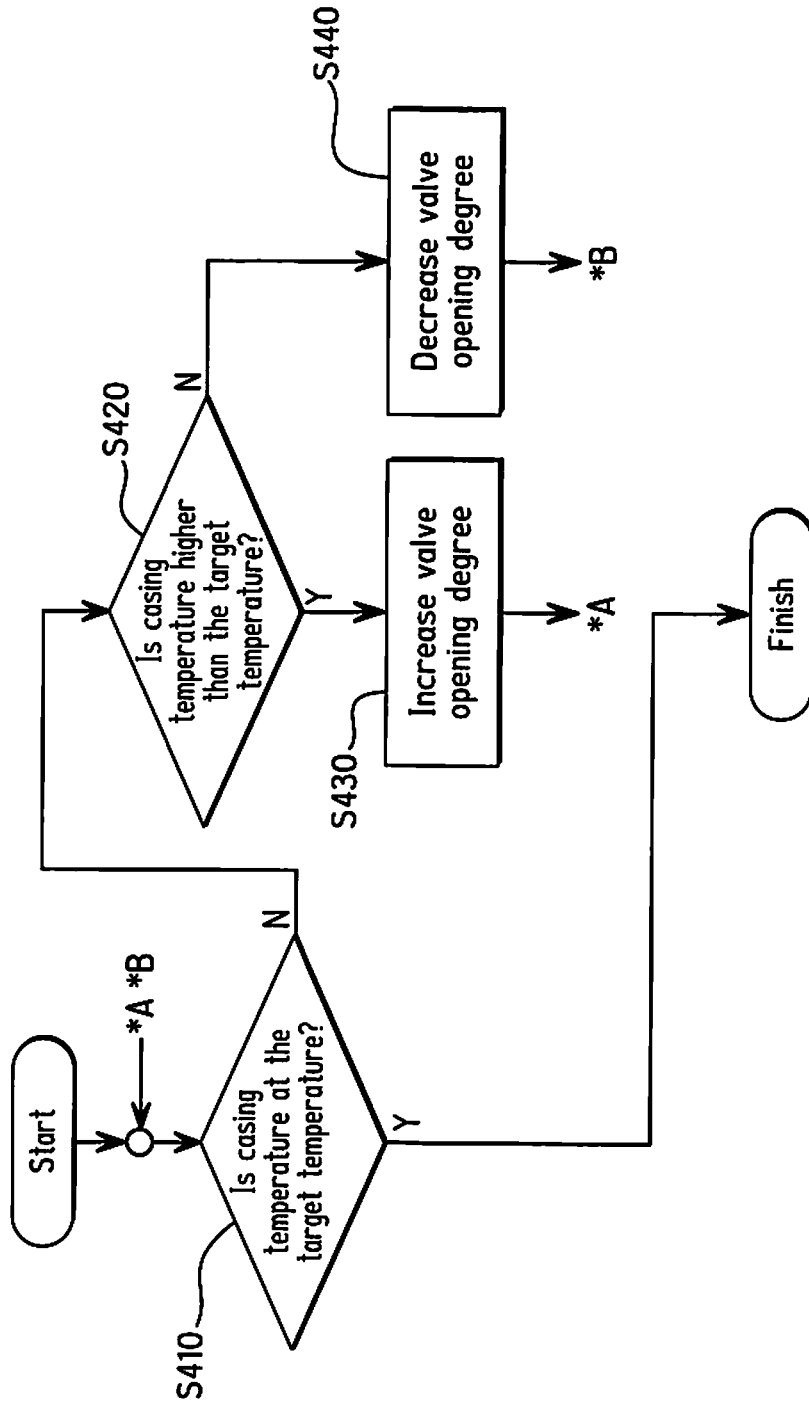 Start
*A *B
S410
Is casing
temperature at the
target temperature?
N
Y
S420
Is casing
temperature higher
than the target
temperature?
N
Y
S430
Increase valve
opening degree
*A
S440
Decrease valve
opening degree
*B
Finish